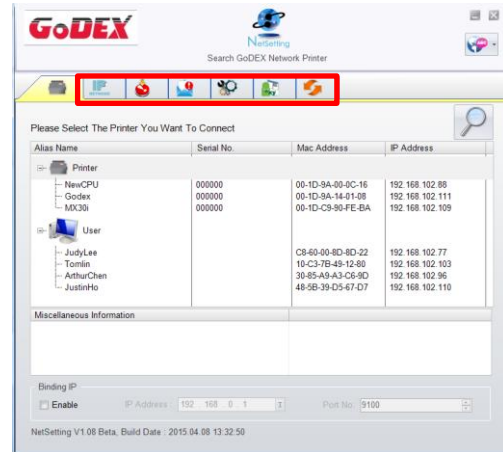 GoDEX
NetSetting
Search GoDEX Network Printer
IP
Please Select The Printer You Want To Connect
Alias Name Serial No. Mac Address IP Address
Printer
NewCPU 000000 00-1D-9A-00-0C-16 192.168.102.88
Godex 000000 00-1D-9A-14-01-08 192.168.102.111
MX30i 000000 00-1D-C9-90-FE-BA 192.168.102.109
User
JudyLee C8-60-00-8D-8D-22 192.168.102.77
Tomlin 10-C3-7B-49-12-80 192.168.102.103
ArthurChen 30-85-A9-A3-C6-9D 192.168.102.96
JustinHo 48-5B-39-D5-67-D7 192.168.102.110
Miscellaneous Information
Binding IP
Enable IP Address : 192 . 168 . 0 . 1 Port No. 9100
NetSetting V1.08 Beta, Build Date : 2015.04.08 13:32:50